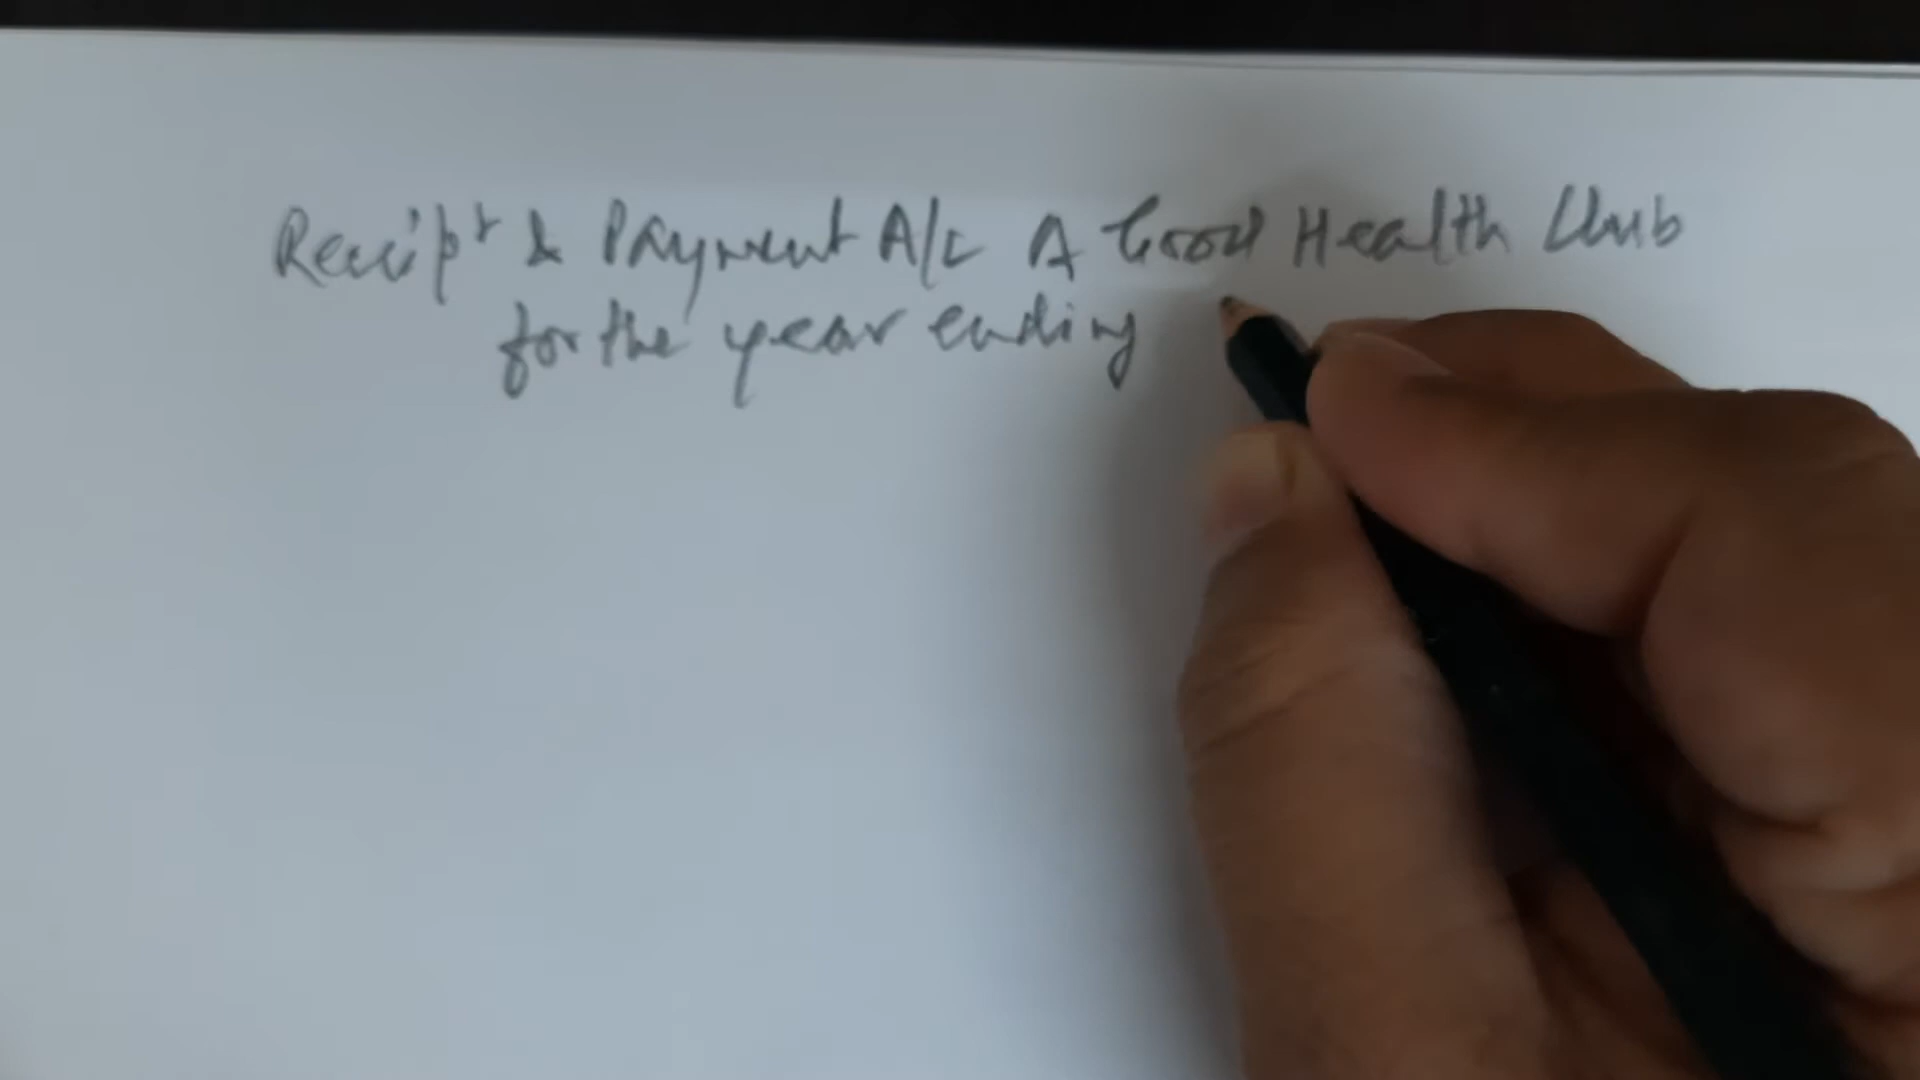 Receipt & Payment A/c A Good Health Club
for the year ending